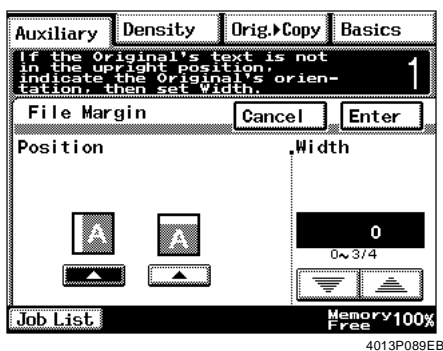 Auxiliary Density Orig.▶Copy Basics
If the Original's text is not
in the upright position,
indicate the Original's orien-
tation, then set Width.
1
File Margin Cancel Enter
Position Width
A A
0
0~3/4
Job List Memory Free 100%
4013P089EB